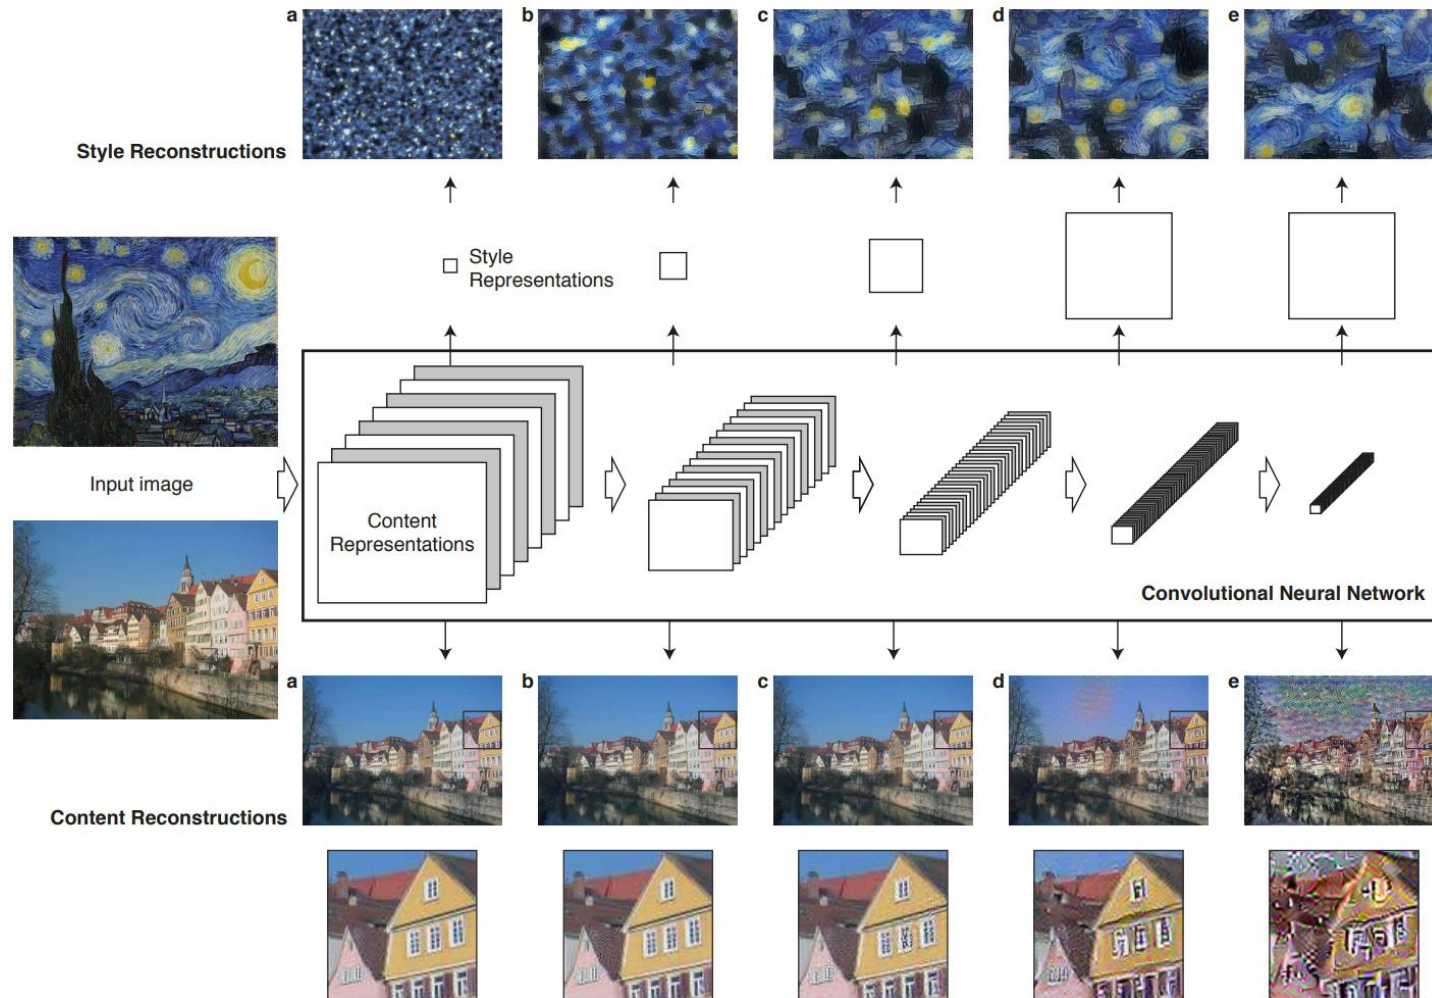 a
b
c
d
e
Style Reconstructions
Style
Representations
Input image
Content
Representations
Convolutional Neural Network
a
b
c
d
e
Content Reconstructions